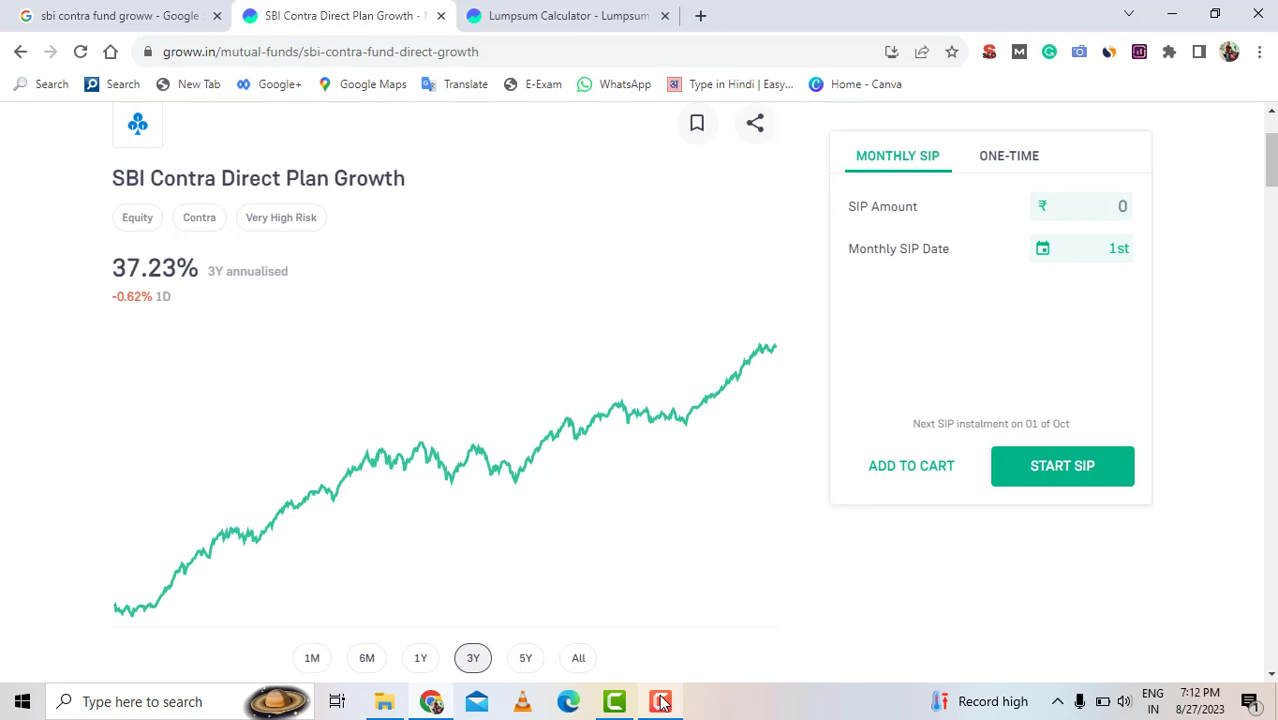 sbi contra fund - Google
SBI Contra Direct Plan Growth -
Lumpsum Calculator - Lumpsum
groww.in/mutual-funds/sbi-contra-fund-direct-growth
Search
Search
New Tab
Google+
Google Maps
Translate
E-Exam
WhatsApp
Type in Hindi | Easy...
Home - Canva
SBI Contra Direct Plan Growth
Equity
Contra
Very High Risk
37.23% 3Y annualised
-0.62% 1D
1M
6M
1Y
3Y
5Y
All
MONTHLY SIP
ONE-TIME
SIP Amount ₹ 0
Monthly SIP Date 1st
Next SIP instalment on 01 of Oct
ADD TO CART
START SIP
Type here to search
Record high
ENG
IN
7:12 PM
8/27/2023